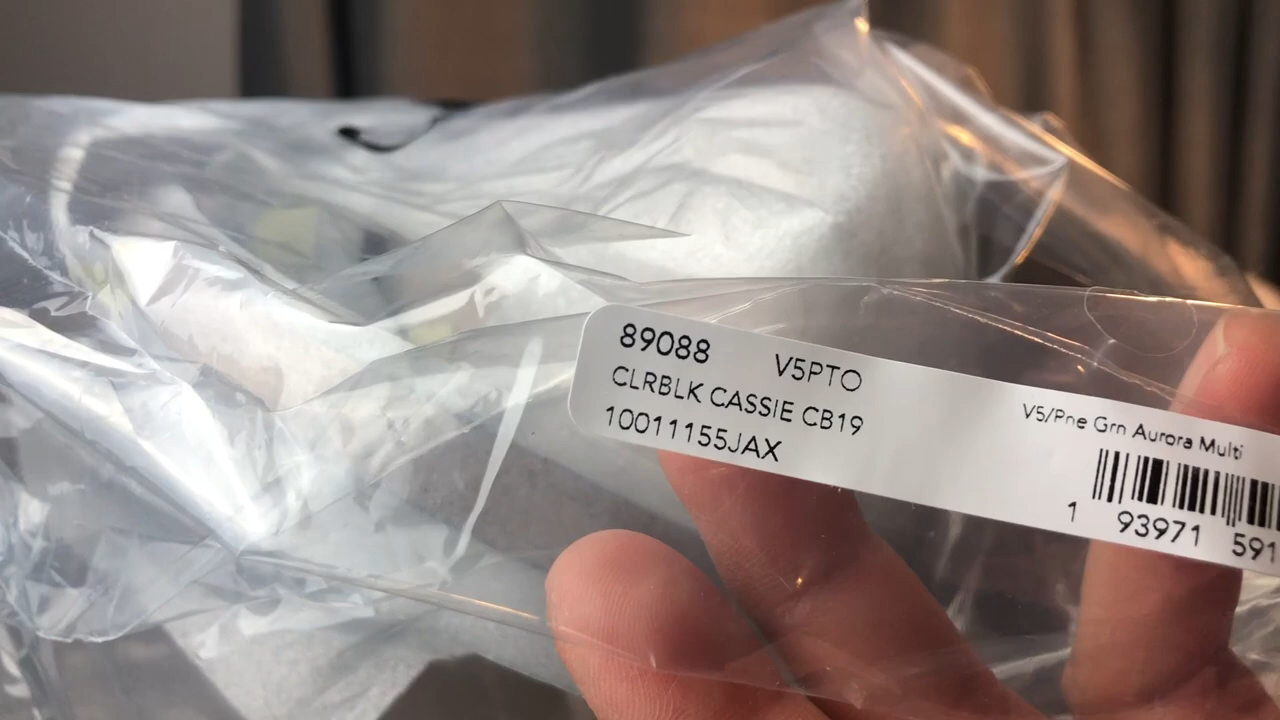 89088 V5PTO
CLRBLK CASSIE CB19
10011155JAX
V5/Pne Grn Aurora Multi
1 93971 591